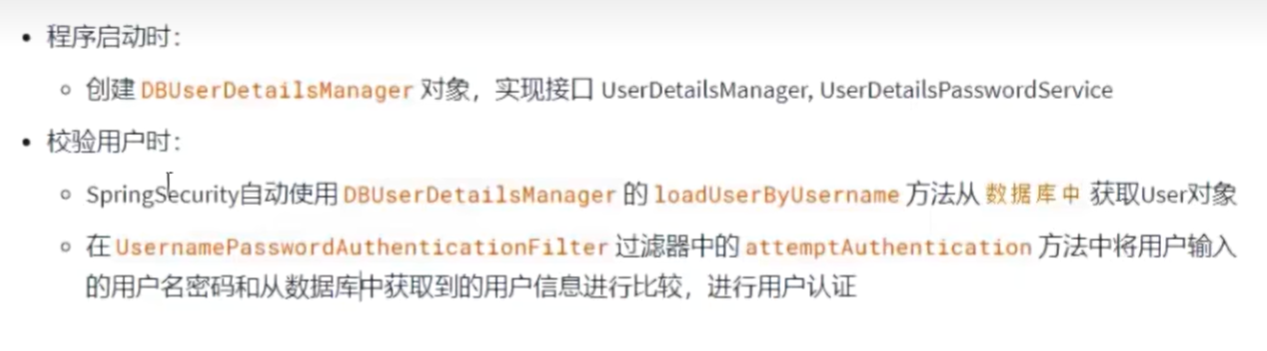 程序启动时：
创建 DBUserDetailsManager 对象，实现接口 UserDetailsManager, UserDetailsPasswordService
校验用户时：
SpringSecurity自动使用 DBUserDetailsManager 的 loadUserByUsername 方法从 数据库中 获取User对象
在 UsernamePasswordAuthenticationFilter 过滤器中的 attemptAuthentication 方法中将用户输入
的用户名密码和从数据库中获取到的用户信息进行比较，进行用户认证